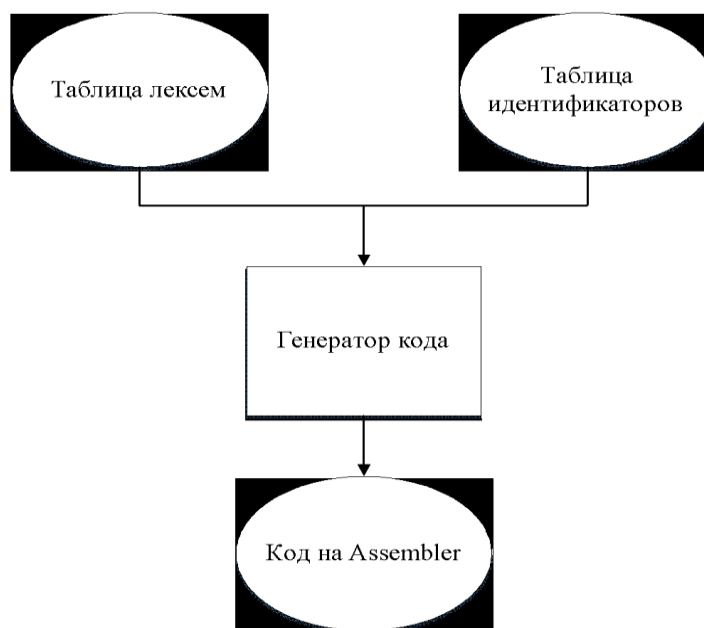 Таблица лексем
Таблица
идентификаторов
Генератор кода
Код на Assembler